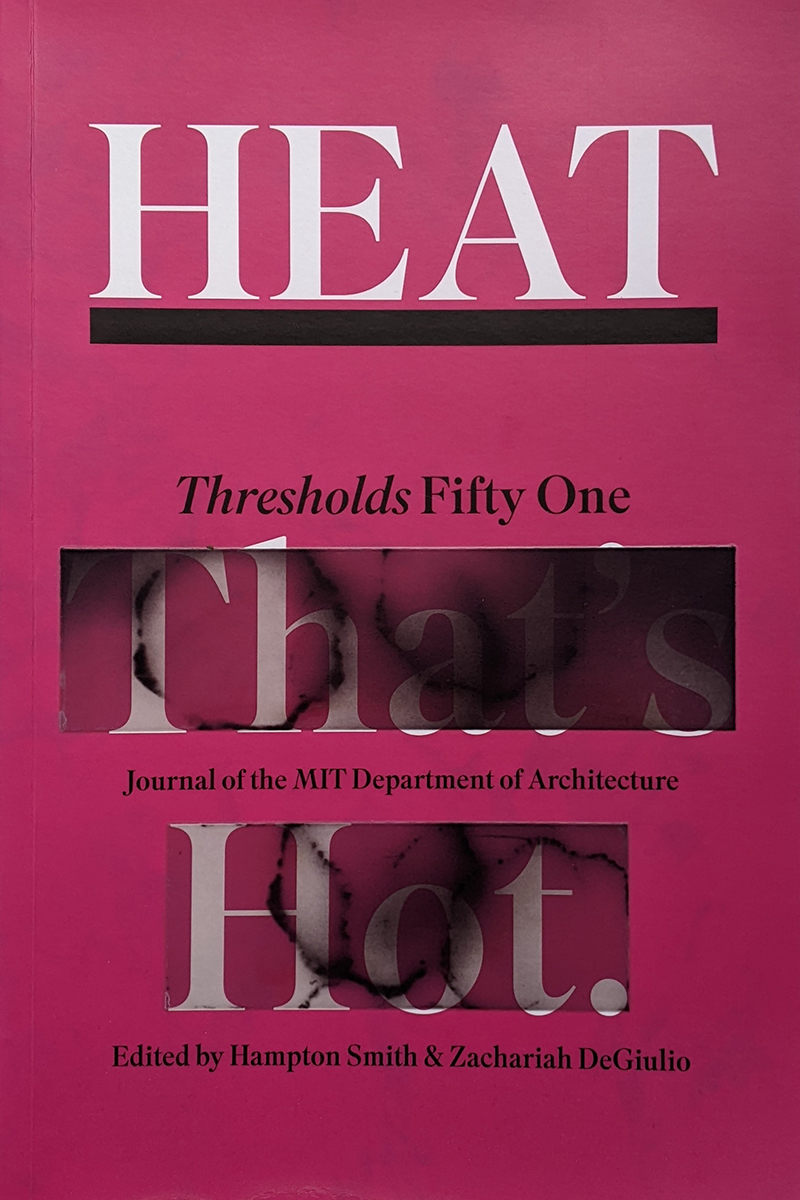 HEAT
Thresholds Fifty One
That's
Journal of the MIT Department of Architecture
Hot.
Edited by Hampton Smith & Zachariah DeGiulio